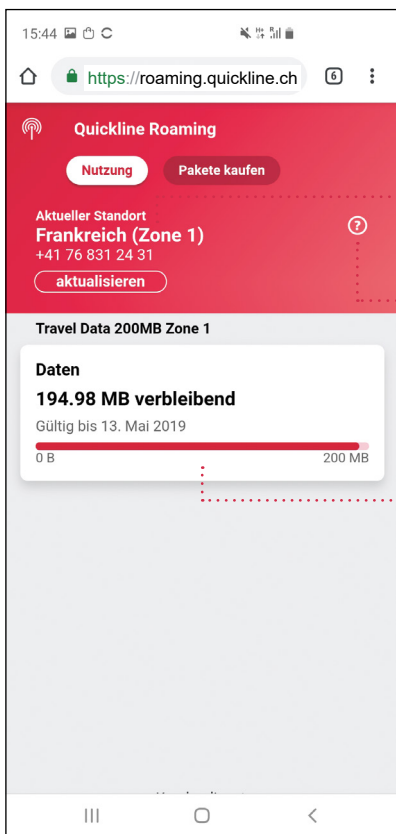 15:44
https://roaming.quickline.ch 6
Quickline Roaming
Nutzung Pakete kaufen
Aktueller Standort
Frankreich (Zone 1)
?
+41 76 831 24 31
aktualisieren
Travel Data 200MB Zone 1
Daten
194.98 MB verbleibend
Gültig bis 13. Mai 2019
0 B 200 MB